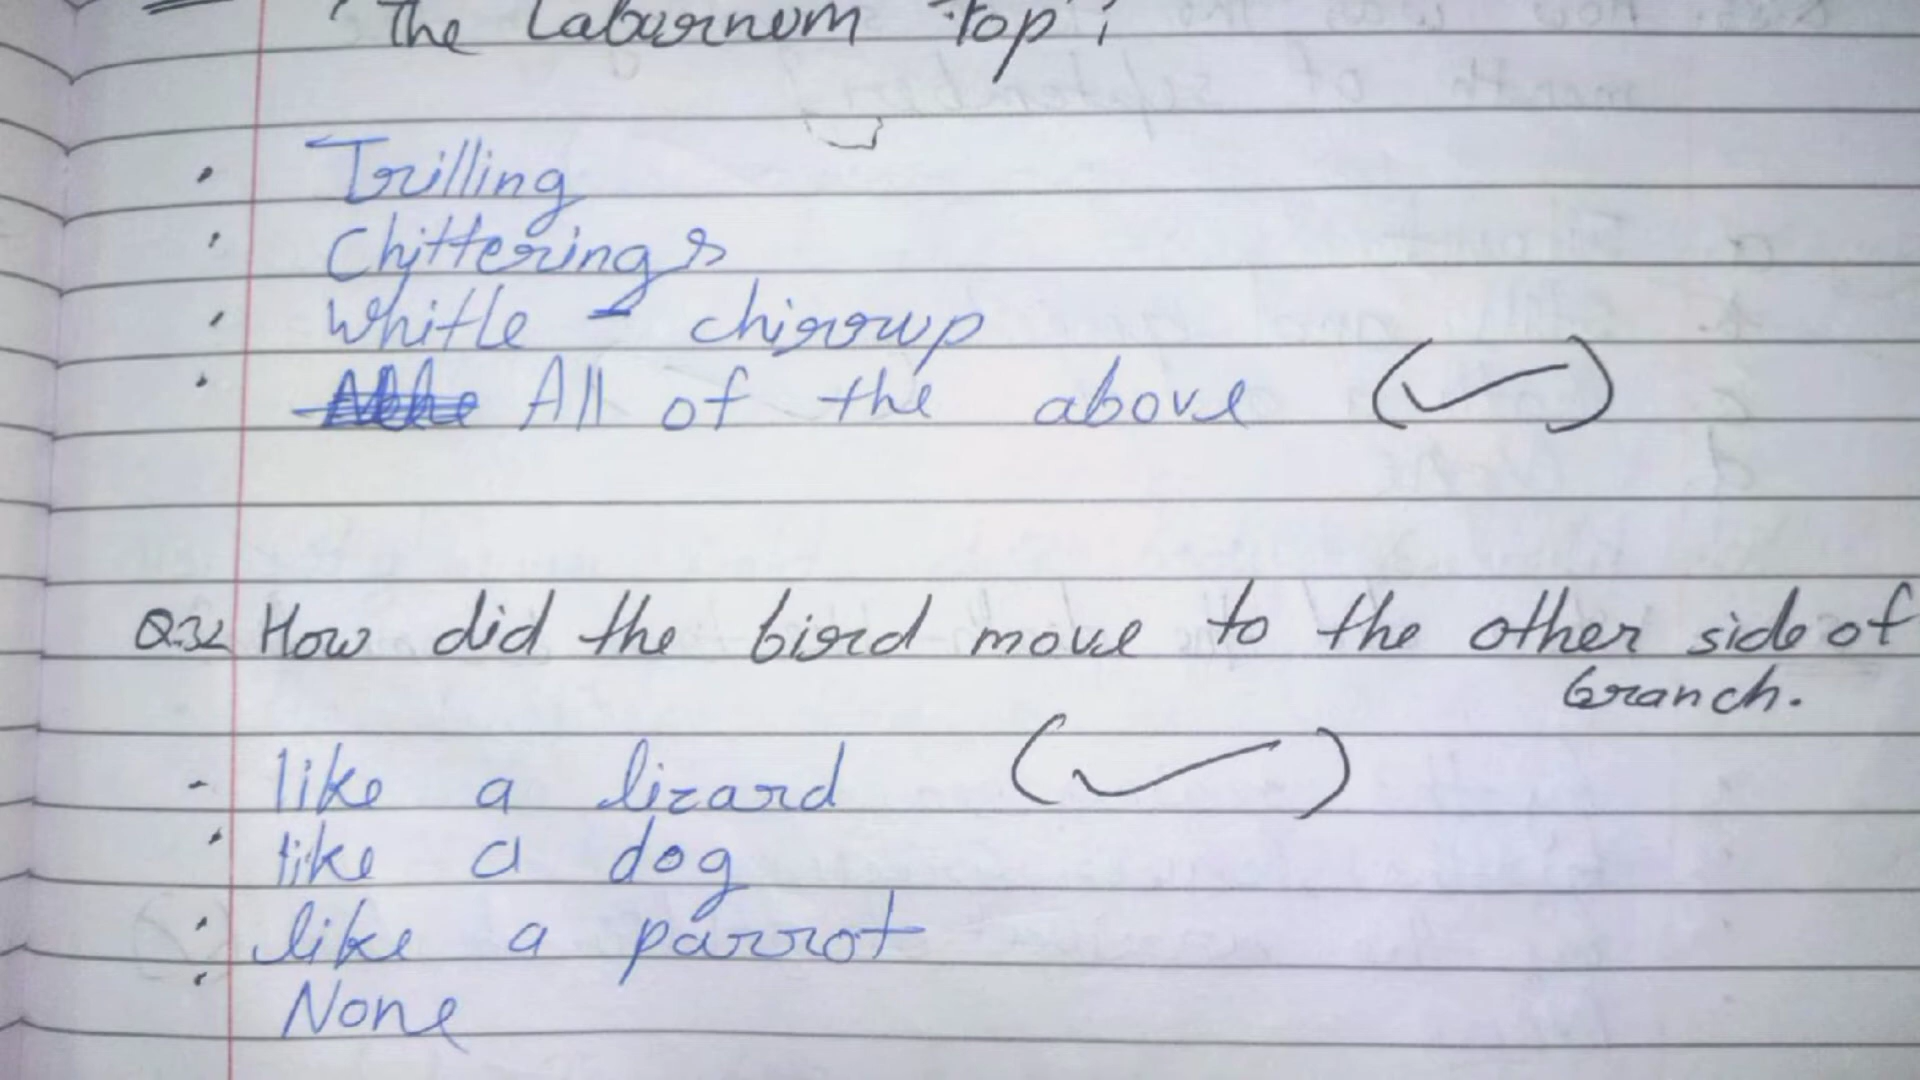 ' The Laburnum Top ;
. Trilling
. Chitterings
. Whitle - chirrup
. All of the above (✓)
Q.32 How did the bird move to the other side of
branch.
- like a lizard (✓)
. like a dog
. like a parrot
. None